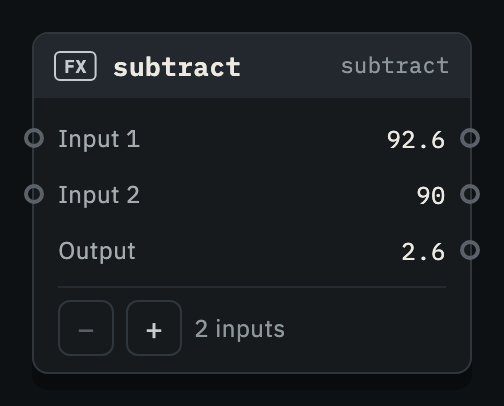 FX subtract subtract
Input 1 92.6
Input 2 90
Output 2.6
− + 2 inputs